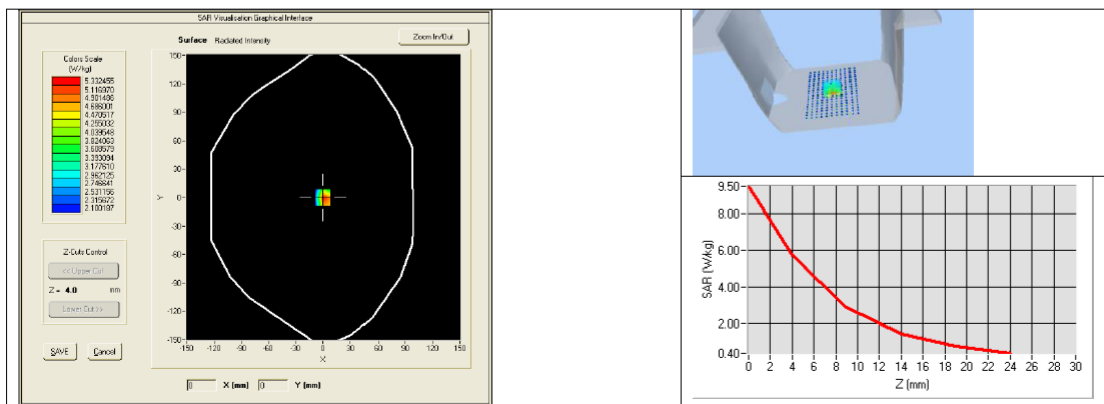 SAR Visualisation Graphical Interface
Surface Radiated Intensity
Zoom In/Out
Colors Scale
(W/kg)
5.332455
5.116970
4.901486
4.686001
4.470517
4.255032
4.039548
3.824063
3.608579
3.393094
3.177610
2.962125
2.746641
2.531156
2.315672
2.100187
150
120
90
60
30
Y
0
-30
-60
-90
-120
-150
-150 -120 -90 -60 -30 0 30 60 90 120 150
X
Z-Cuts Control
<< Upper Cut
Z = 4.0 mm
Lower Cut >>
SAVE Cancel
0 X (mm) 0 Y (mm)
9.50
8.00
6.00
4.00
2.00
0.40
SAR (W/kg)
0 2 4 6 8 10 12 14 16 18 20 22 24 26 28 30
Z (mm)